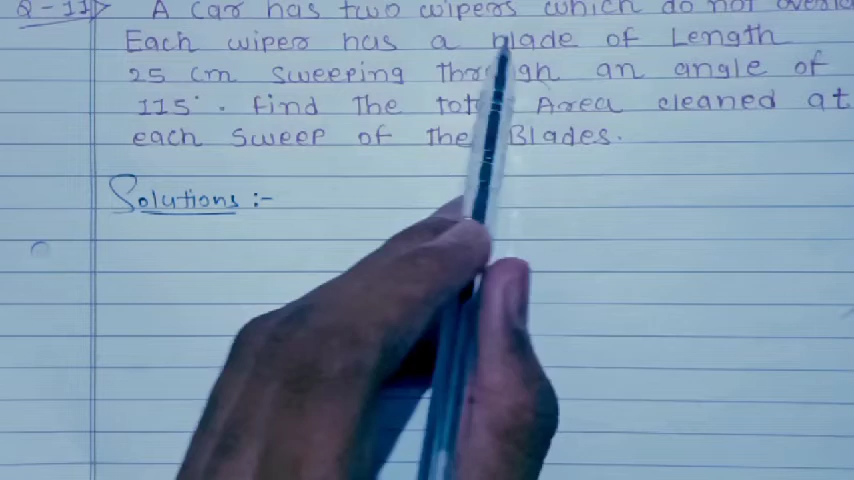 Q-11> A car has two wipers which do not
Each wiper has a blade of Length
25 cm sweeping through an angle of
115°. Find The Area cleaned at
each sweep of the Blades.
Solutions :-